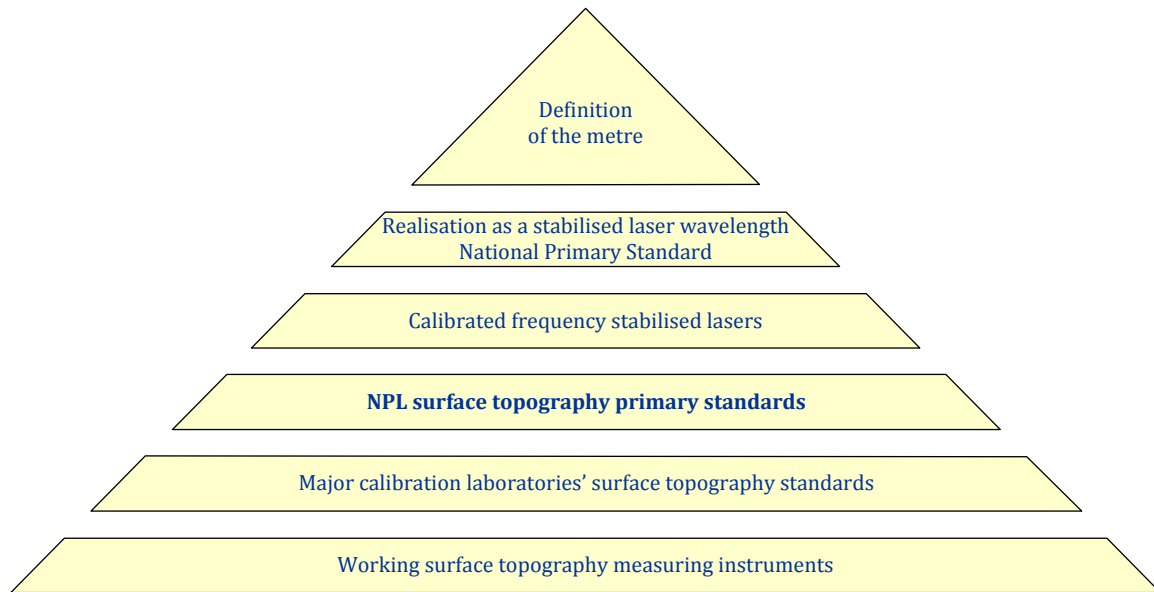 Definition
of the metre
Realisation as a stabilised laser wavelength
National Primary Standard
Calibrated frequency stabilised lasers
NPL surface topography primary standards
Major calibration laboratories’ surface topography standards
Working surface topography measuring instruments